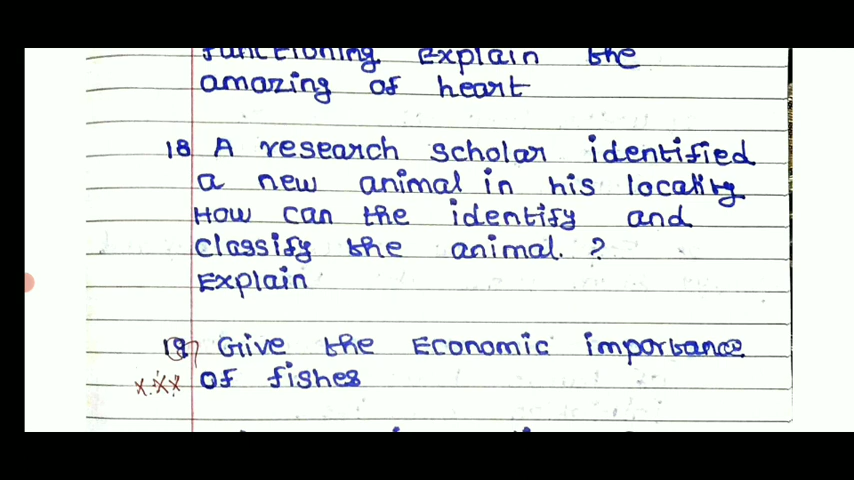 functioning. Explain the
amazing of heart
18 A research scholar identified
a new animal in his locality
How can the identify and
classify the animal. ?
Explain
19 Give the Economic importance
x.x.x of fishes